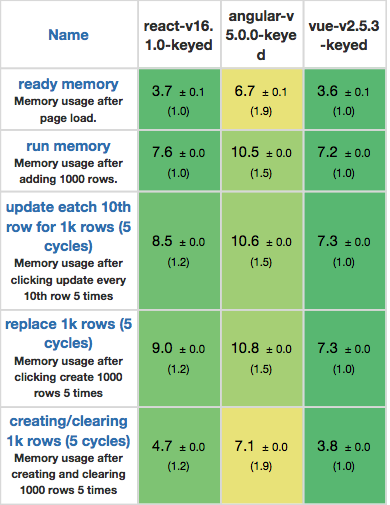 Name
react-v16.
1.0-keyed
angular-v
5.0.0-keye
d
vue-v2.5.3
-keyed
ready memory
Memory usage after
page load.
3.7 ± 0.1
(1.0)
6.7 ± 0.1
(1.9)
3.6 ± 0.1
(1.0)
run memory
Memory usage after
adding 1000 rows.
7.6 ± 0.0
(1.0)
10.5 ± 0.0
(1.5)
7.2 ± 0.0
(1.0)
update eatch 10th
row for 1k rows (5
cycles)
Memory usage after
clicking update every
10th row 5 times
8.5 ± 0.0
(1.2)
10.6 ± 0.0
(1.5)
7.3 ± 0.0
(1.0)
replace 1k rows (5
cycles)
Memory usage after
clicking create 1000
rows 5 times
9.0 ± 0.0
(1.2)
10.8 ± 0.0
(1.5)
7.3 ± 0.0
(1.0)
creating/clearing
1k rows (5 cycles)
Memory usage after
creating and clearing
1000 rows 5 times
4.7 ± 0.0
(1.2)
7.1 ± 0.0
(1.9)
3.8 ± 0.0
(1.0)